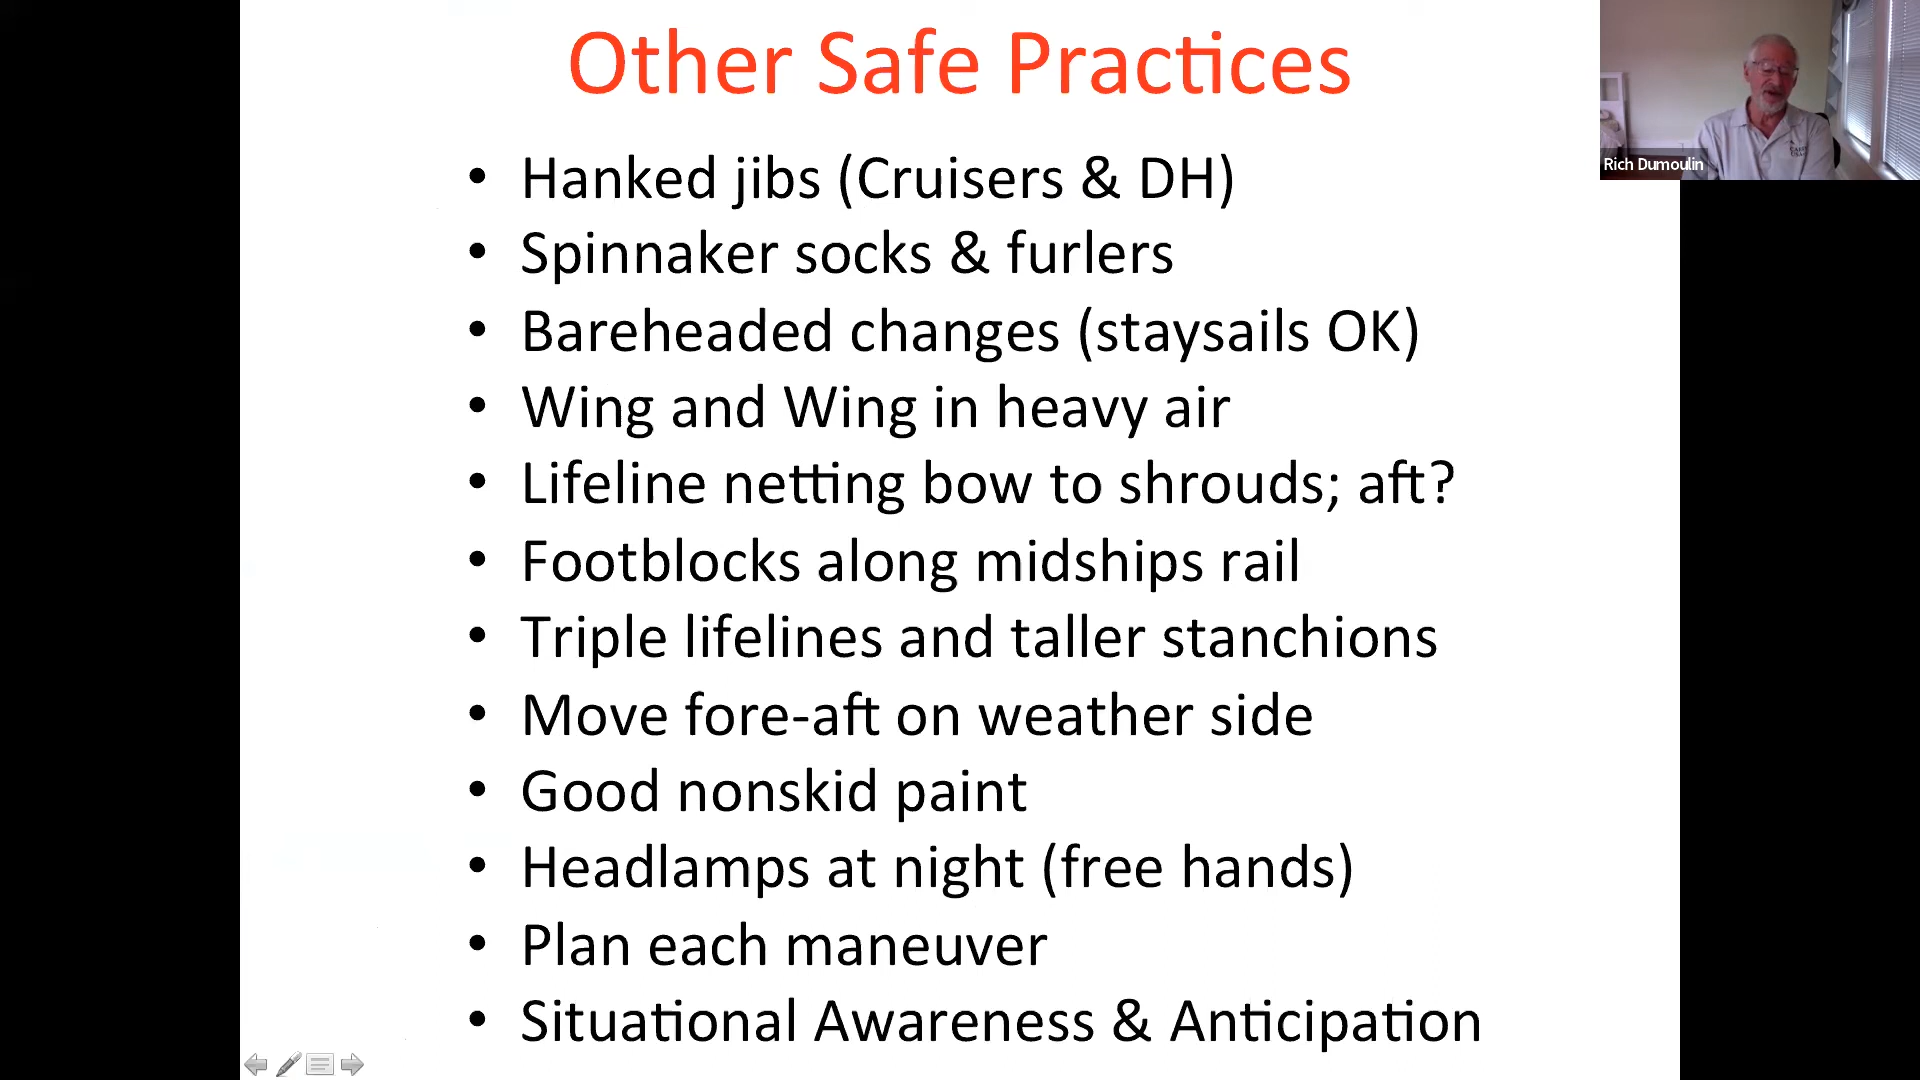 Other Safe Practices
• Hanked jibs (Cruisers & DH)
• Spinnaker socks & furlers
• Bareheaded changes (staysails OK)
• Wing and Wing in heavy air
• Lifeline netting bow to shrouds; aft?
• Footblocks along midships rail
• Triple lifelines and taller stanchions
• Move fore-aft on weather side
• Good nonskid paint
• Headlamps at night (free hands)
• Plan each maneuver
• Situational Awareness & Anticipation
Rich Dumoulin